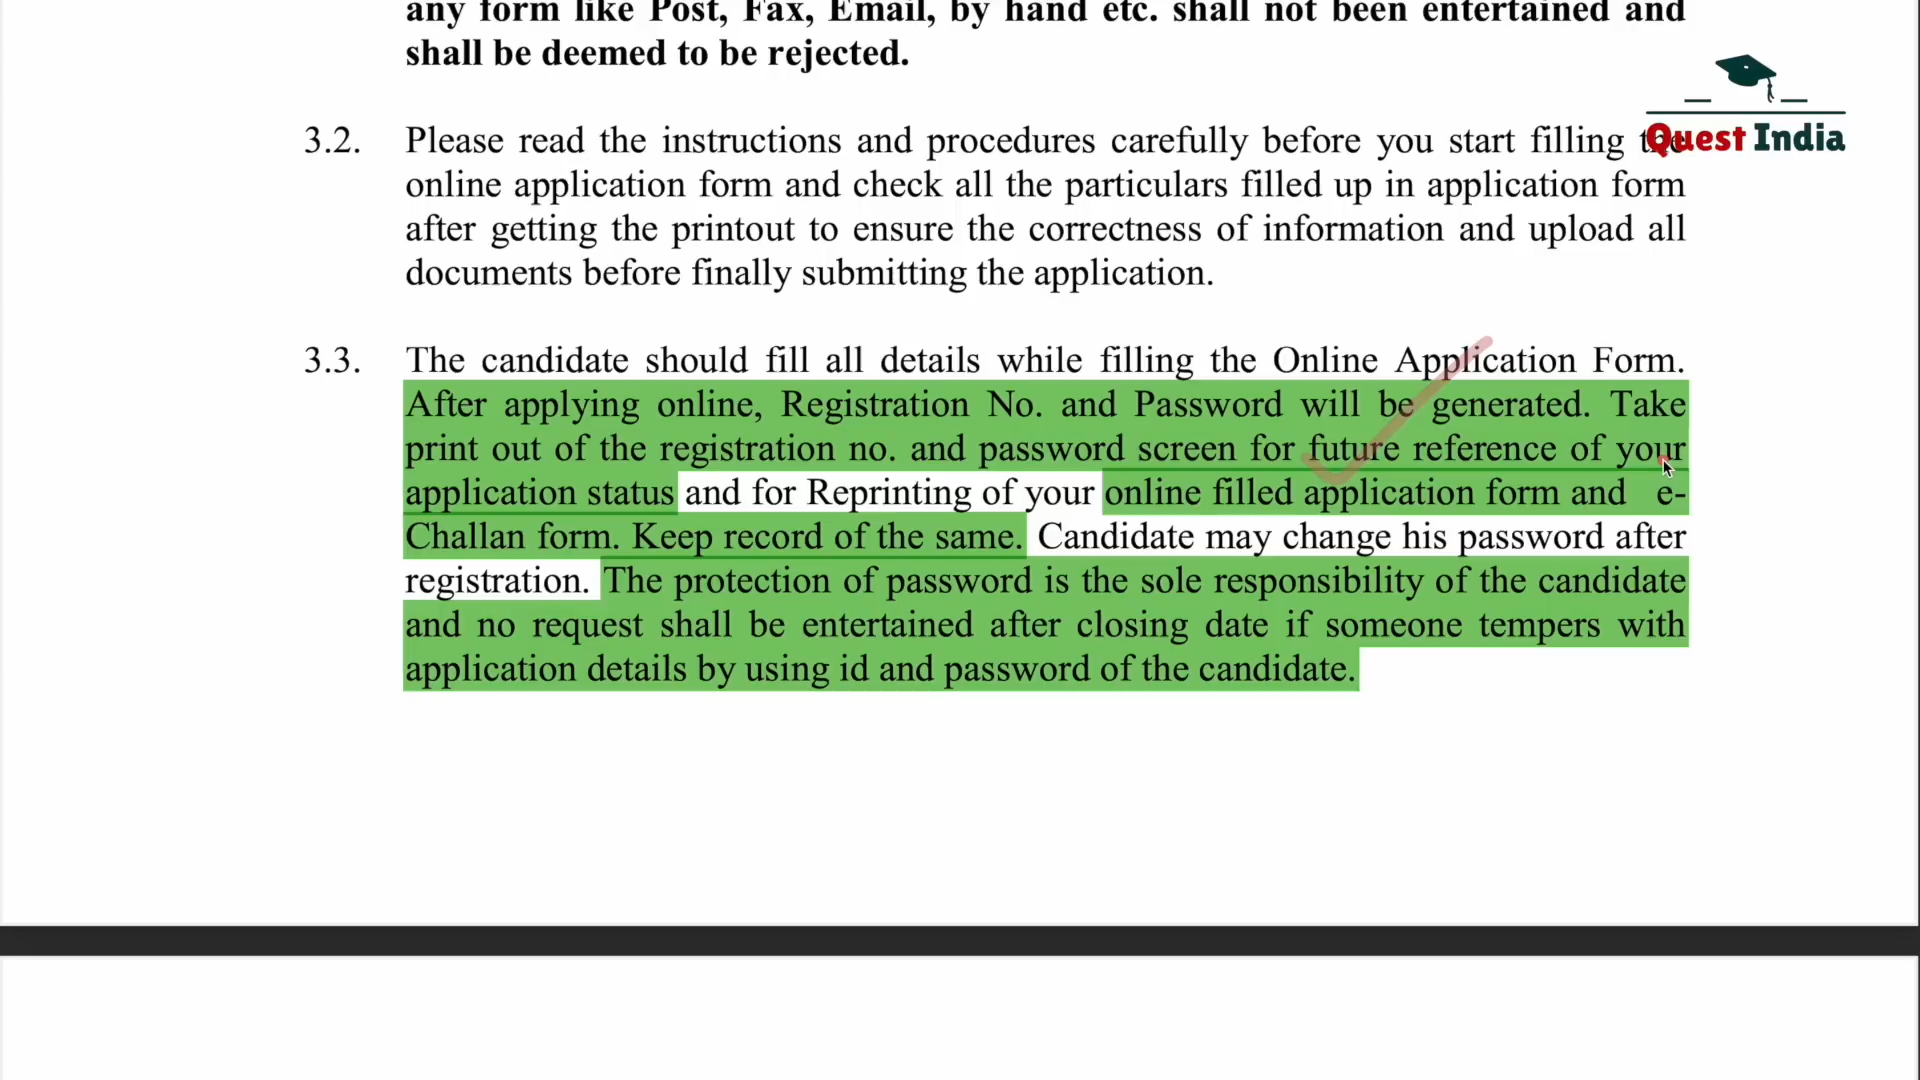 any form like Post, Fax, Email, by hand etc. shall not been entertained and
shall be deemed to be rejected.
Quest India
3.2. Please read the instructions and procedures carefully before you start filling the
online application form and check all the particulars filled up in application form
after getting the printout to ensure the correctness of information and upload all
documents before finally submitting the application.
3.3. The candidate should fill all details while filling the Online Application Form.
After applying online, Registration No. and Password will be generated. Take
print out of the registration no. and password screen for future reference of your
application status and for Reprinting of your online filled application form and e-
Challan form. Keep record of the same. Candidate may change his password after
registration. The protection of password is the sole responsibility of the candidate
and no request shall be entertained after closing date if someone tempers with
application details by using id and password of the candidate.